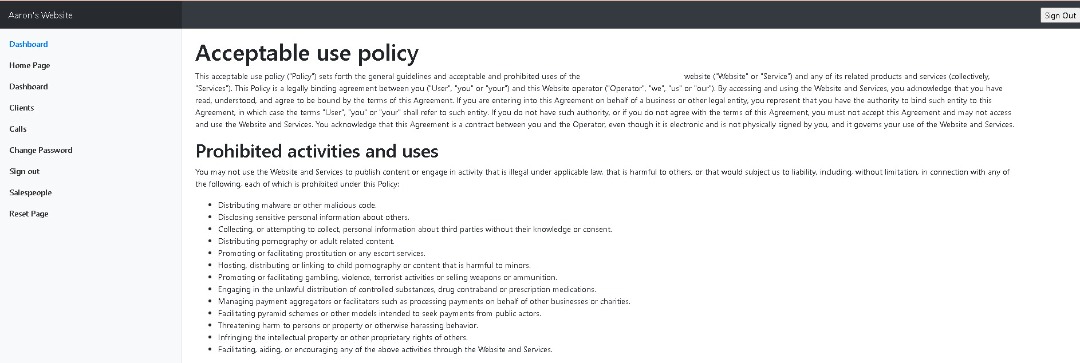 Aaron's Website
Sign Out
Dashboard
Home Page
Dashboard
Clients
Calls
Change Password
Sign out
Salespeople
Reset Page
Acceptable use policy
This acceptable use policy ("Policy") sets forth the general guidelines and acceptable and prohibited uses of the website ("Website" or "Service") and any of its related products and services (collectively,
"Services"). This Policy is a legally binding agreement between you ("User", "you" or "your") and this Website operator ("Operator", "we", "us" or "our"). By accessing and using the Website and Services, you acknowledge that you have
read, understood, and agree to be bound by the terms of this Agreement. If you are entering into this Agreement on behalf of a business or other legal entity, you represent that you have the authority to bind such entity to this
Agreement, in which case the terms "User", "you" or "your" shall refer to such entity. If you do not have such authority, or if you do not agree with the terms of this Agreement, you must not accept this Agreement and may not access
and use the Website and Services. You acknowledge that this Agreement is a contract between you and the Operator, even though it is electronic and is not physically signed by you, and it governs your use of the Website and Services.
Prohibited activities and uses
You may not use the Website and Services to publish content or engage in activity that is illegal under applicable law, that is harmful to others, or that would subject us to liability, including, without limitation, in connection with any of
the following, each of which is prohibited under this Policy:
• Distributing malware or other malicious code.
• Disclosing sensitive personal information about others.
• Collecting, or attempting to collect, personal information about third parties without their knowledge or consent.
• Distributing pornography or adult related content.
• Promoting or facilitating prostitution or any escort services.
• Hosting, distributing or linking to child pornography or content that is harmful to minors.
• Promoting or facilitating gambling, violence, terrorist activities or selling weapons or ammunition.
• Engaging in the unlawful distribution of controlled substances, drug contraband or prescription medications.
• Managing payment aggregators or facilitators such as processing payments on behalf of other businesses or charities.
• Facilitating pyramid schemes or other models intended to seek payments from public actors.
• Threatening harm to persons or property or otherwise harassing behavior.
• Infringing the intellectual property or other proprietary rights of others.
• Facilitating, aiding, or encouraging any of the above activities through the Website and Services.